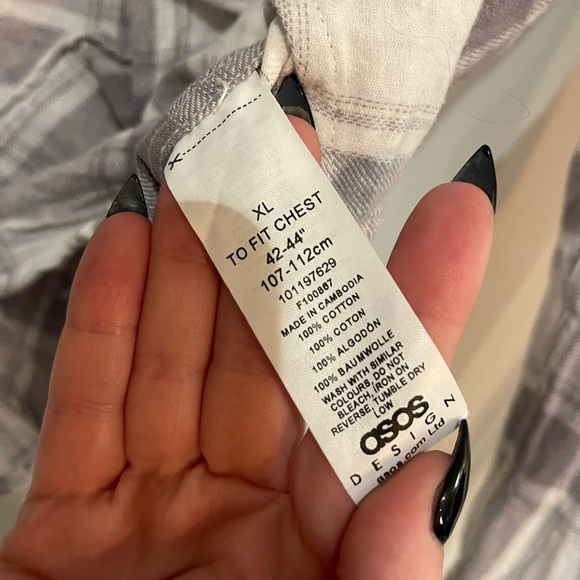 XL
TO FIT CHEST
42-44"
107-112cm
101197629
F100867
MADE IN CAMBODIA
100% COTTON
100% COTON
100% ALGODÓN
100% BAUMWOLLE
WASH WITH SIMILAR
COLOURS, DO NOT
BLEACH, IRON ON
REVERSE, TUMBLE DRY
LOW
asos
DESIGN
asos.com Ltd